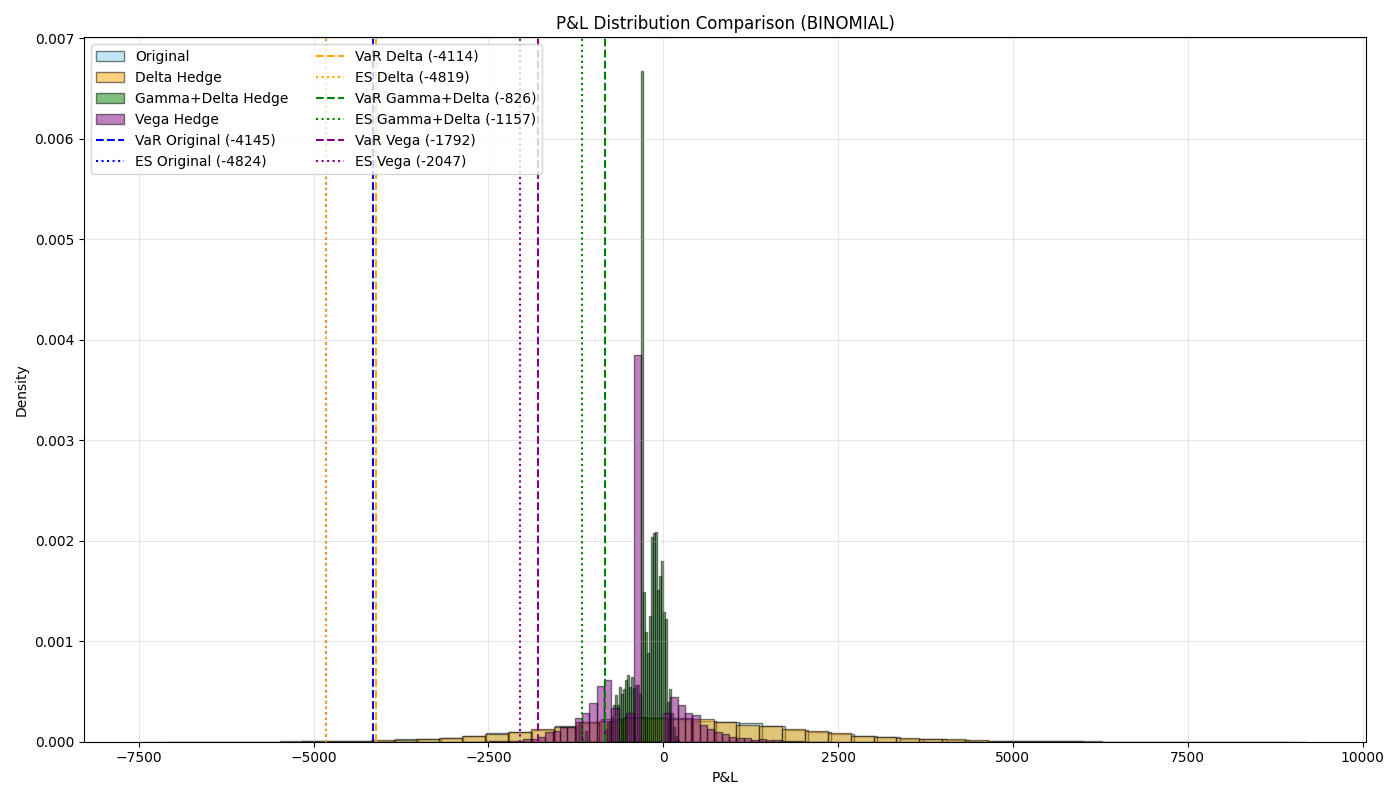 P&L Distribution Comparison (BINOMIAL)
0.007
0.006
0.005
0.004
0.003
0.002
0.001
0.000
Density
Original
Delta Hedge
Gamma+Delta Hedge
Vega Hedge
VaR Original (-4145)
ES Original (-4824)
VaR Delta (-4114)
ES Delta (-4819)
VaR Gamma+Delta (-826)
ES Gamma+Delta (-1157)
VaR Vega (-1792)
ES Vega (-2047)
−7500 −5000 −2500 0 2500 5000 7500 10000
P&L